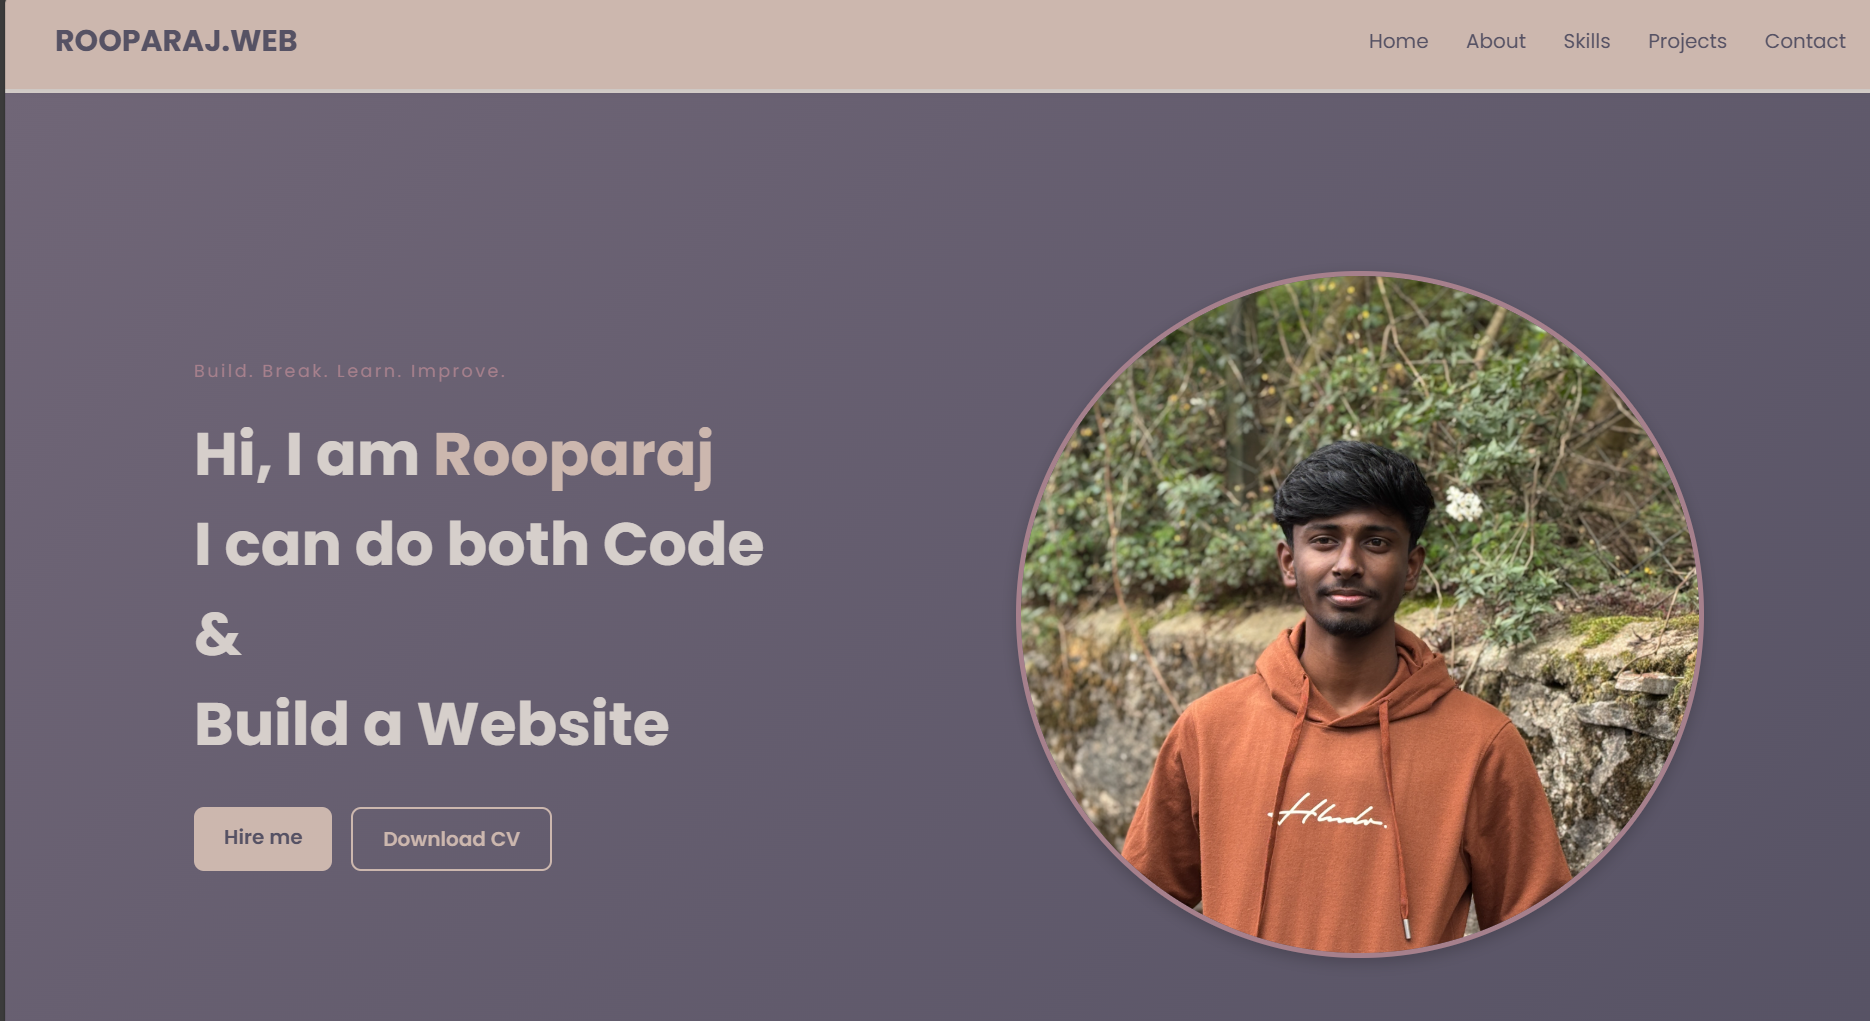 ROOPARAJ.WEB
Home About Skills Projects Contact
Build. Break. Learn. Improve.
Hi, I am Rooparaj
I can do both Code
&
Build a Website
Hire me
Download CV